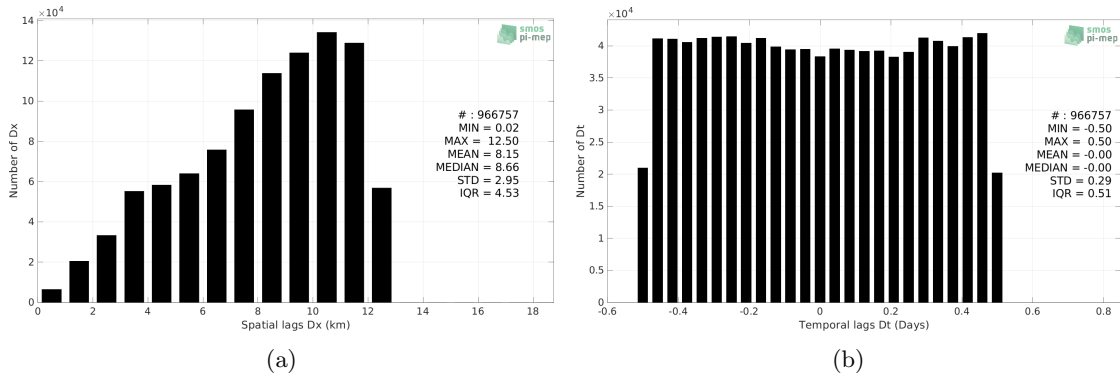 ×10⁴
14
12
10
8
6
4
2
0
Number of Dx
smos
pi-mep
# : 966757
MIN = 0.02
MAX = 12.50
MEAN = 8.15
MEDIAN = 8.66
STD = 2.95
IQR = 4.53
0 2 4 6 8 10 12 14 16 18
Spatial lags Dx (km)
(a)
×10⁴
4
3.5
3
2.5
2
1.5
1
0.5
0
Number of Dt
smos
pi-mep
# : 966757
MIN = -0.50
MAX = 0.50
MEAN = -0.00
MEDIAN = -0.00
STD = 0.29
IQR = 0.51
-0.6 -0.4 -0.2 0 0.2 0.4 0.6 0.8
Temporal lags Dt (Days)
(b)